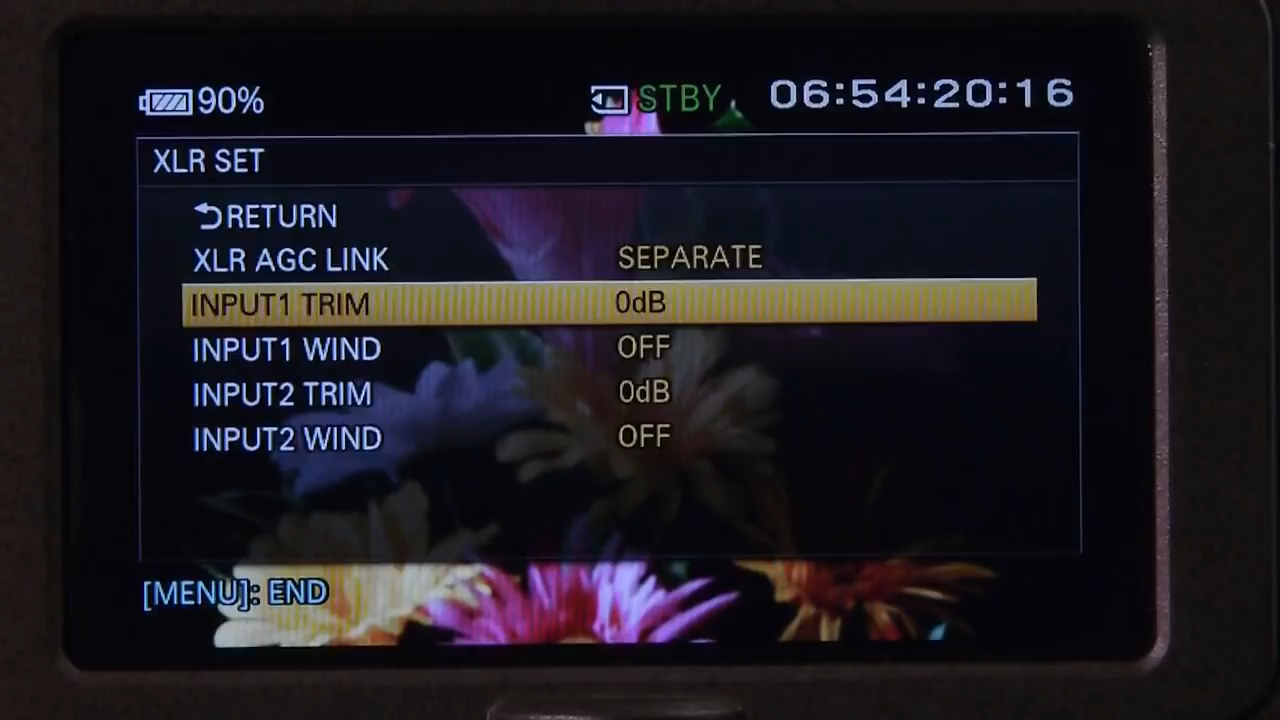 90% STBY 06:54:20:16
XLR SET
RETURN
XLR AGC LINK SEPARATE
INPUT1 TRIM 0dB
INPUT1 WIND OFF
INPUT2 TRIM 0dB
INPUT2 WIND OFF
[MENU]: END